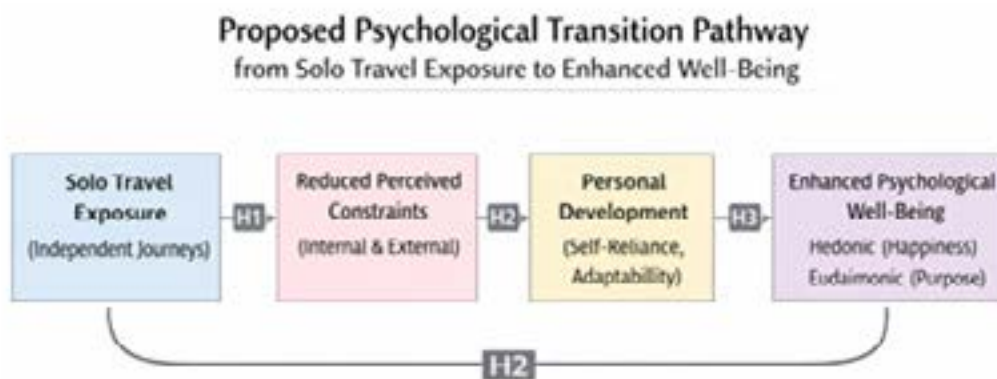 Proposed Psychological Transition Pathway
from Solo Travel Exposure to Enhanced Well-Being
Solo Travel
Exposure
(Independent Journeys)
H1
Reduced Perceived
Constraints
(Internal & External)
H2
Personal
Development
(Self-Reliance,
Adaptability)
H3
Enhanced Psychological
Well-Being
Hedonic (Happiness)
Eudaimonic (Purpose)
H2